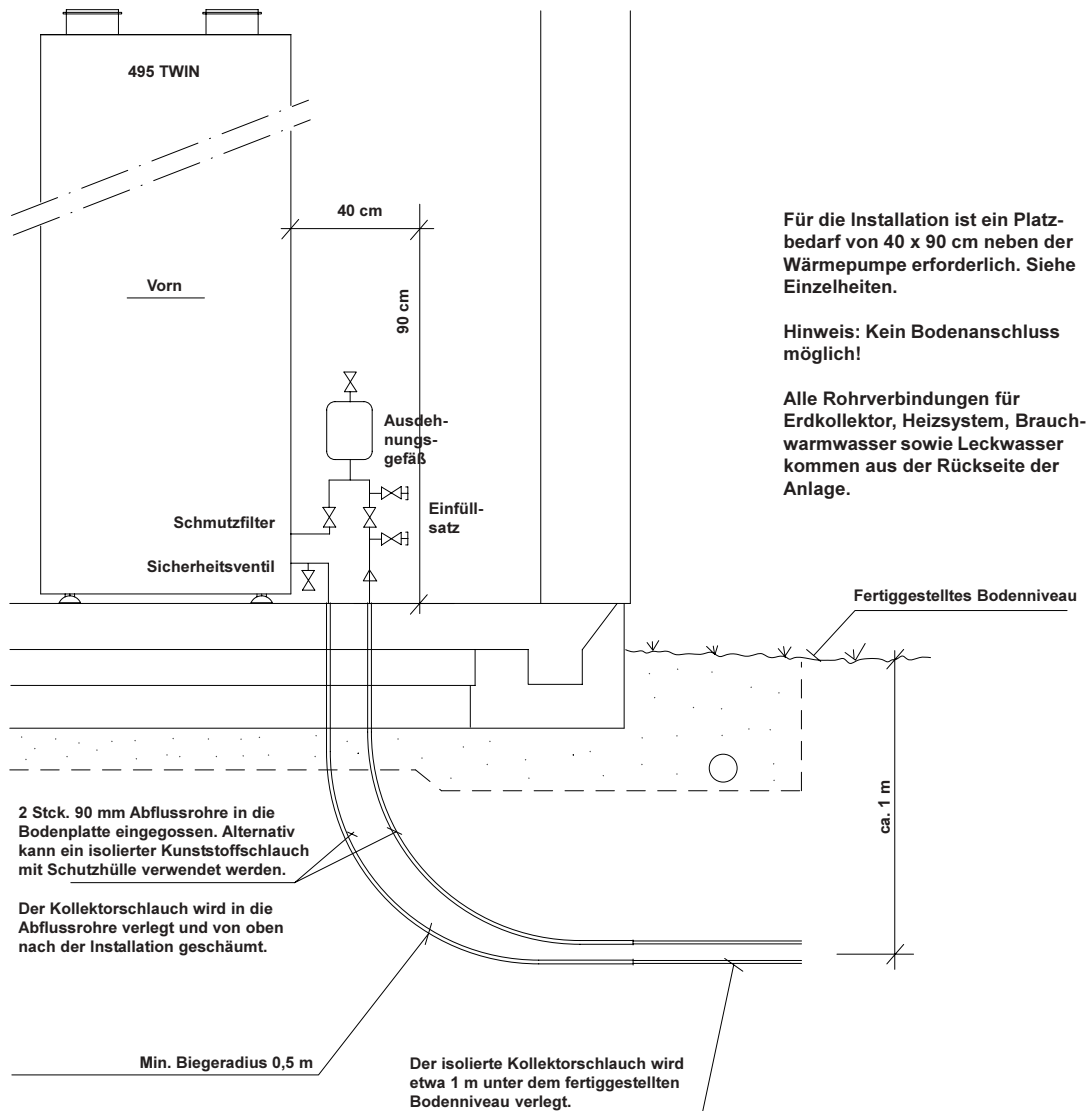 495 TWIN
40 cm
Vorn
90 cm
Für die Installation ist ein Platz-
bedarf von 40 x 90 cm neben der
Wärmepumpe erforderlich. Siehe
Einzelheiten.
Hinweis: Kein Bodenanschluss
möglich!
Alle Rohrverbindungen für
Erdkollektor, Heizsystem, Brauch-
warmwasser sowie Leckwasser
kommen aus der Rückseite der
Anlage.
Ausdeh-
nungs-
gefäß
Einfüll-
satz
Schmutzfilter
Sicherheitsventil
Fertiggestelltes Bodenniveau
ca. 1 m
2 Stck. 90 mm Abflussrohre in die
Bodenplatte eingegossen. Alternativ
kann ein isolierter Kunststoffschlauch
mit Schutzhülle verwendet werden.
Der Kollektorschlauch wird in die
Abflussrohre verlegt und von oben
nach der Installation geschäumt.
Min. Biegeradius 0,5 m
Der isolierte Kollektorschlauch wird
etwa 1 m unter dem fertiggestellten
Bodenniveau verlegt.